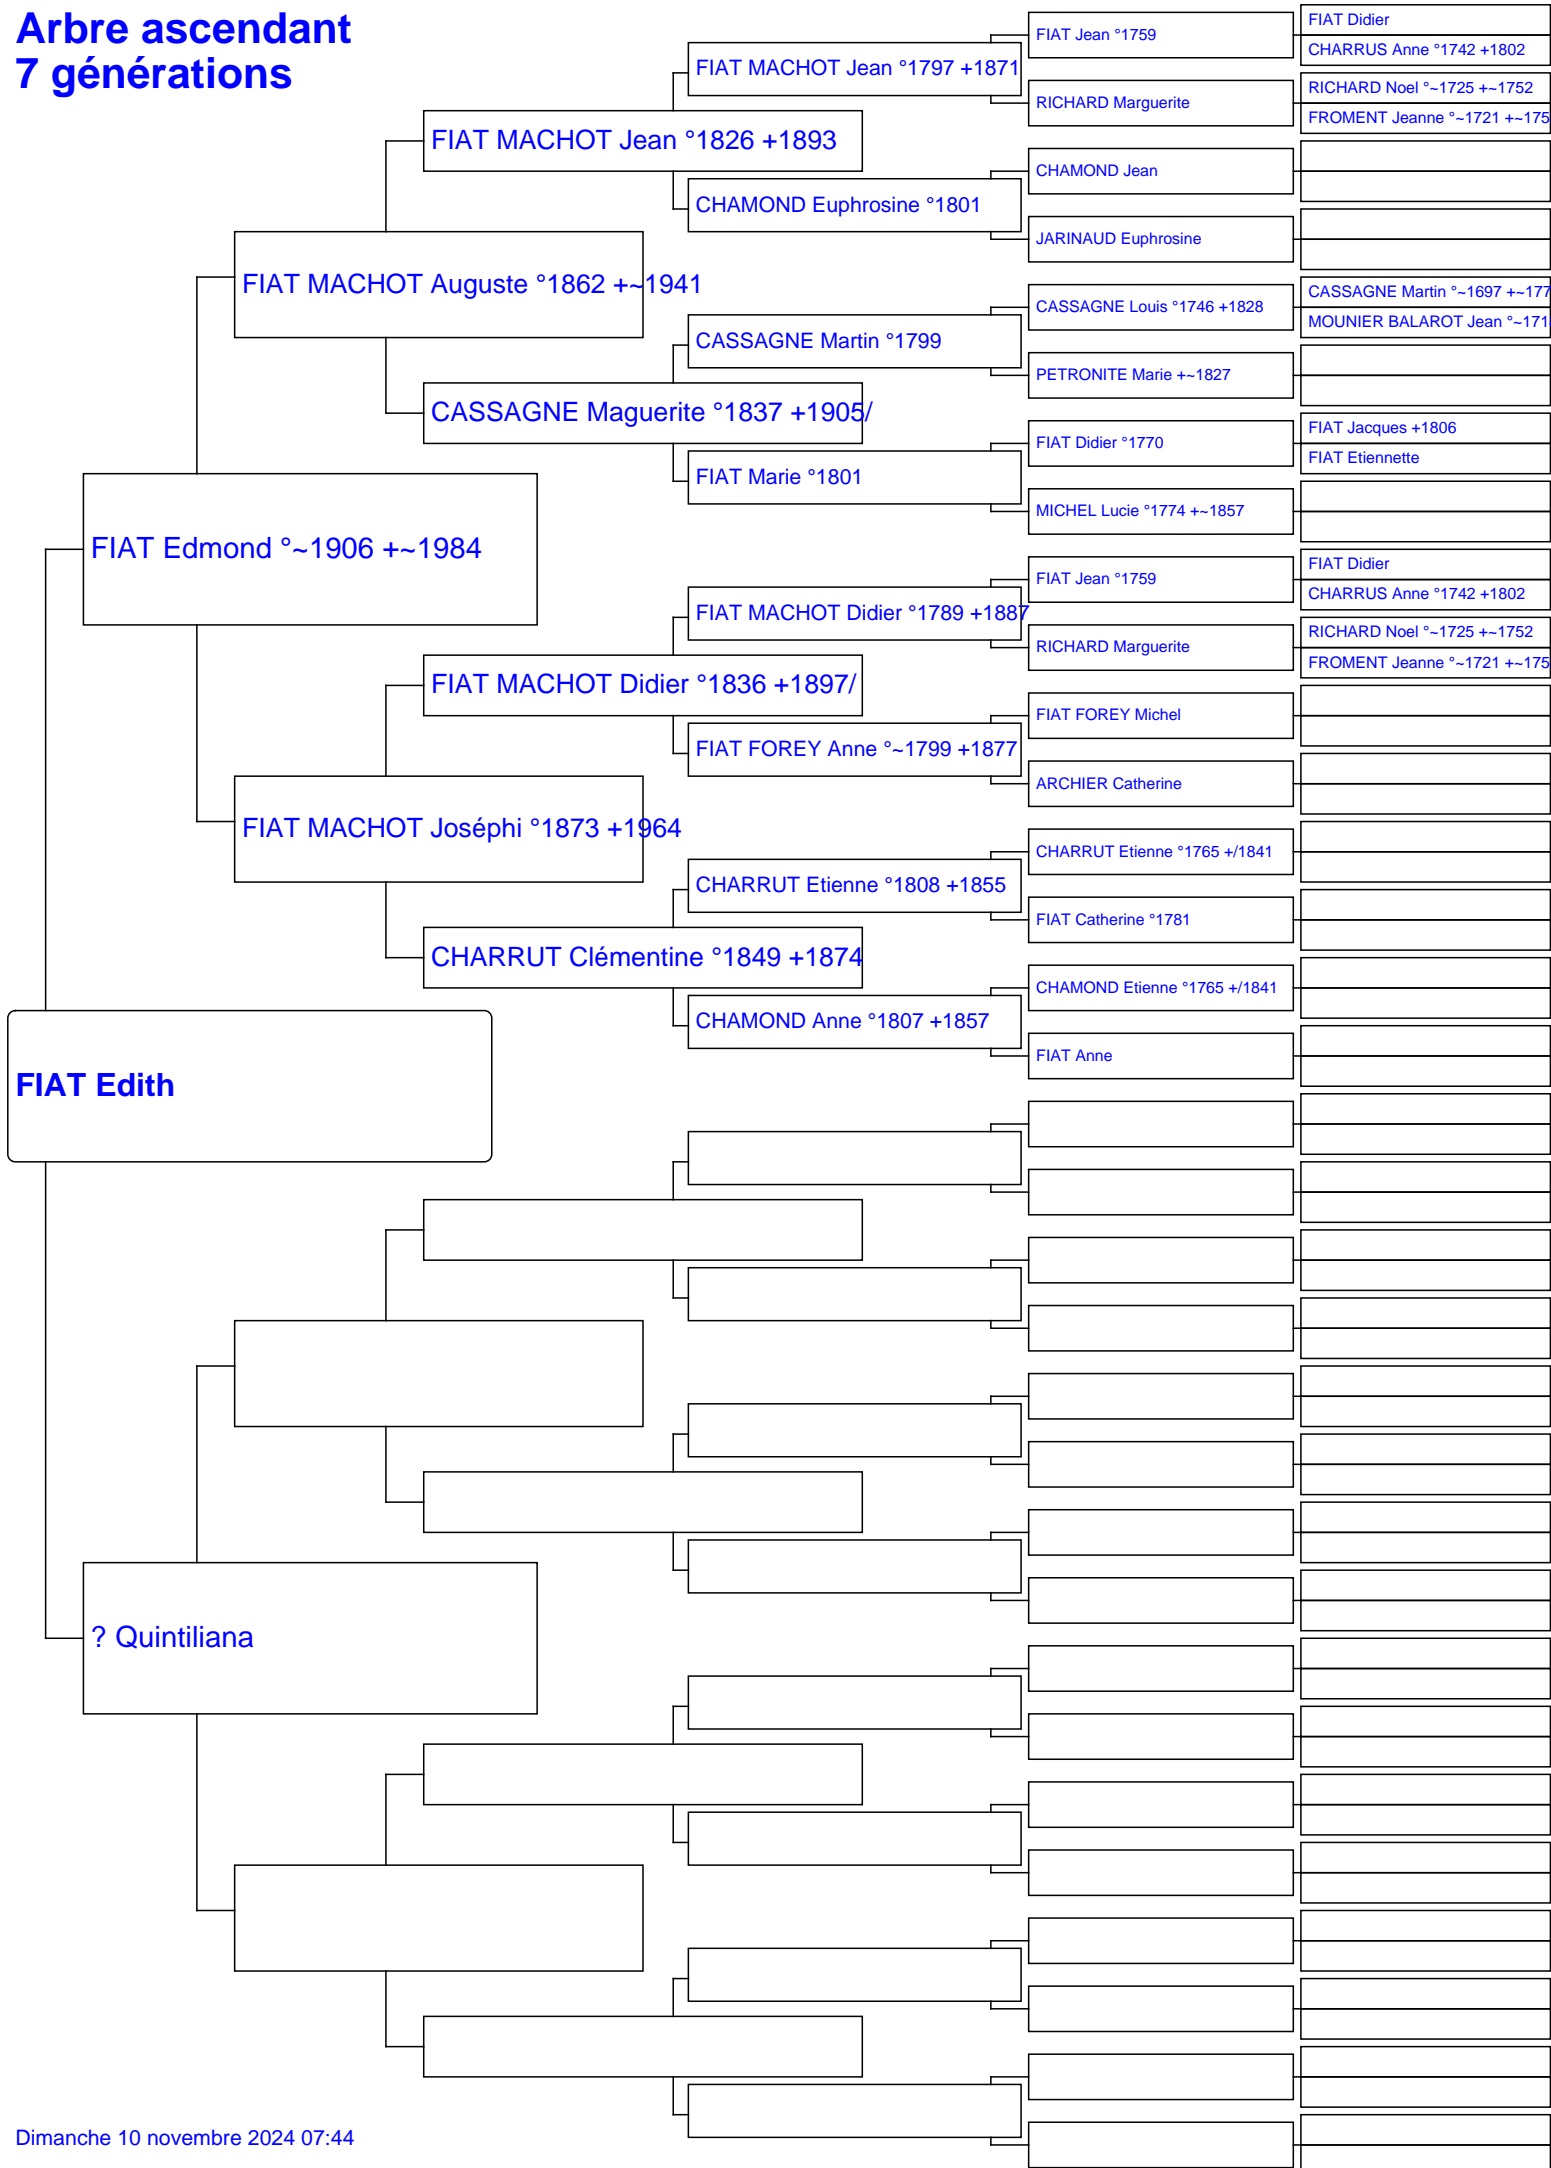 Arbre ascendant
7 générations
FIAT Edith
FIAT Edmond °~1906 +~1984
? Quintiliana
FIAT MACHOT Auguste °1862 +~1941
FIAT MACHOT Joséphi °1873 +1964
FIAT MACHOT Jean °1826 +1893
CASSAGNE Maguerite °1837 +1905/
FIAT MACHOT Didier °1836 +1897/
CHARRUT Clémentine °1849 +1874
FIAT MACHOT Jean °1797 +1871
CHAMOND Euphrosine °1801
CASSAGNE Martin °1799
FIAT Marie °1801
FIAT MACHOT Didier °1789 +1887
FIAT FOREY Anne °~1799 +1877
CHARRUT Etienne °1808 +1855
CHAMOND Anne °1807 +1857
FIAT Jean °1759
RICHARD Marguerite
CHAMOND Jean
JARINAUD Euphrosine
CASSAGNE Louis °1746 +1828
PETRONITE Marie +~1827
FIAT Didier °1770
MICHEL Lucie °1774 +~1857
FIAT Jean °1759
RICHARD Marguerite
FIAT FOREY Michel
ARCHIER Catherine
CHARRUT Etienne °1765 +/1841
FIAT Catherine °1781
CHAMOND Etienne °1765 +/1841
FIAT Anne
FIAT Didier
CHARRUS Anne °1742 +1802
RICHARD Noel °~1725 +~1752
FROMENT Jeanne °~1721 +~175
CASSAGNE Martin °~1697 +~177
MOUNIER BALAROT Jean °~171
FIAT Jacques +1806
FIAT Etiennette
FIAT Didier
CHARRUS Anne °1742 +1802
RICHARD Noel °~1725 +~1752
FROMENT Jeanne °~1721 +~175
Dimanche 10 novembre 2024 07:44